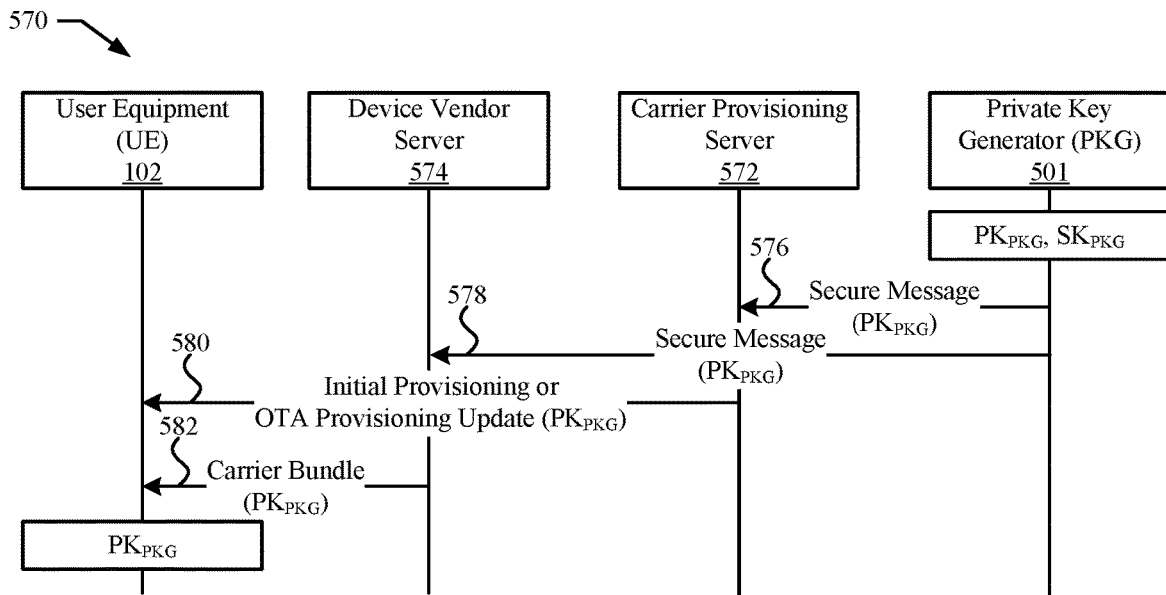 570
User Equipment
(UE)
102
Device Vendor
Server
574
Carrier Provisioning
Server
572
Private Key
Generator (PKG)
501
PKPKG, SKPKG
576
Secure Message
(PKPKG)
578
Secure Message
(PKPKG)
580
Initial Provisioning or
OTA Provisioning Update (PKPKG)
582
Carrier Bundle
(PKPKG)
PKPKG